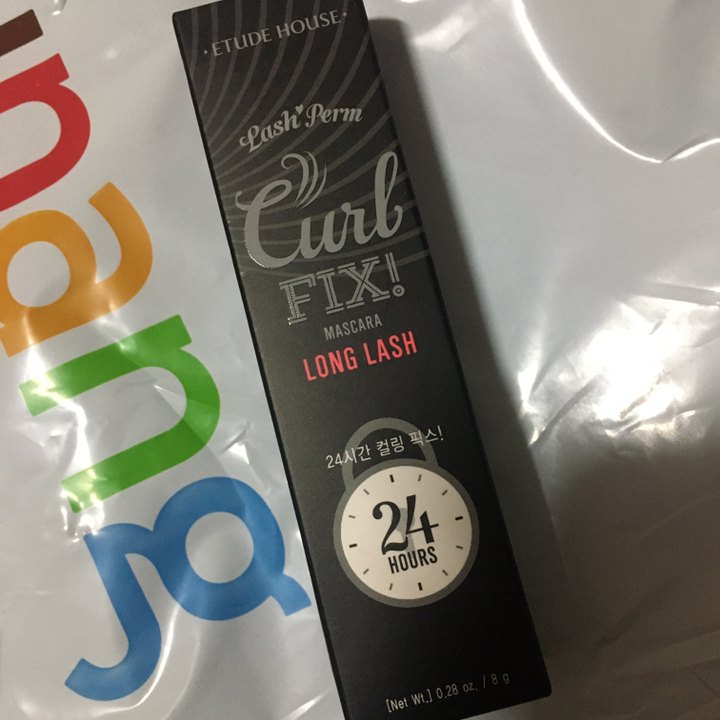 · ETUDE HOUSE ·
Lash Perm
Curl
FIX!
MASCARA
LONG LASH
24시간 컬링 픽스!
24
HOURS
[Net Wt.] 0.28 oz. / 8 g